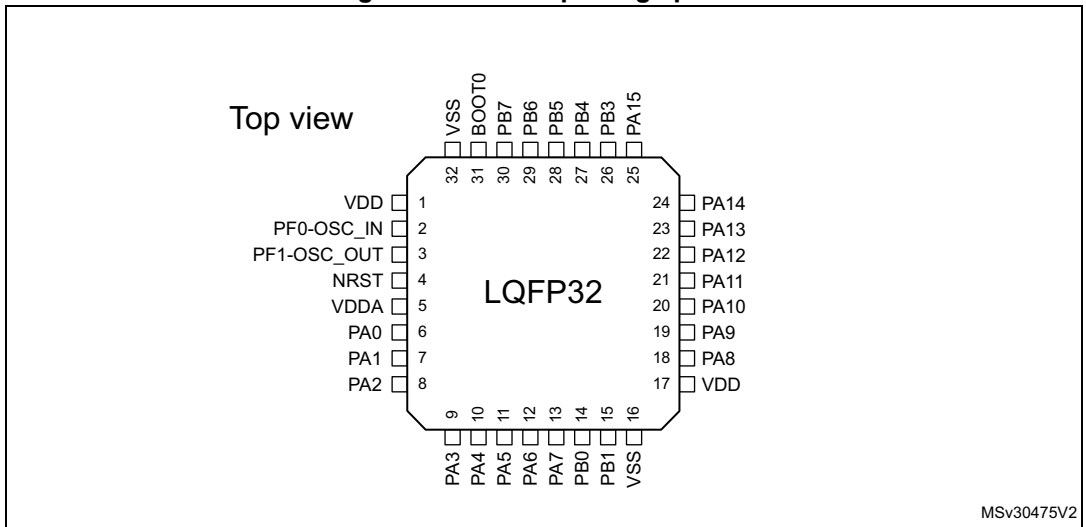 Top view
VSS
BOOT0
PB7
PB6
PB5
PB4
PB3
PA15
32
31
30
29
28
27
26
25
VDD 1
PF0-OSC_IN 2
PF1-OSC_OUT 3
NRST 4
VDDA 5
PA0 6
PA1 7
PA2 8
LQFP32
24 PA14
23 PA13
22 PA12
21 PA11
20 PA10
19 PA9
18 PA8
17 VDD
9
10
11
12
13
14
15
16
PA3
PA4
PA5
PA6
PA7
PB0
PB1
VSS
MSv30475V2